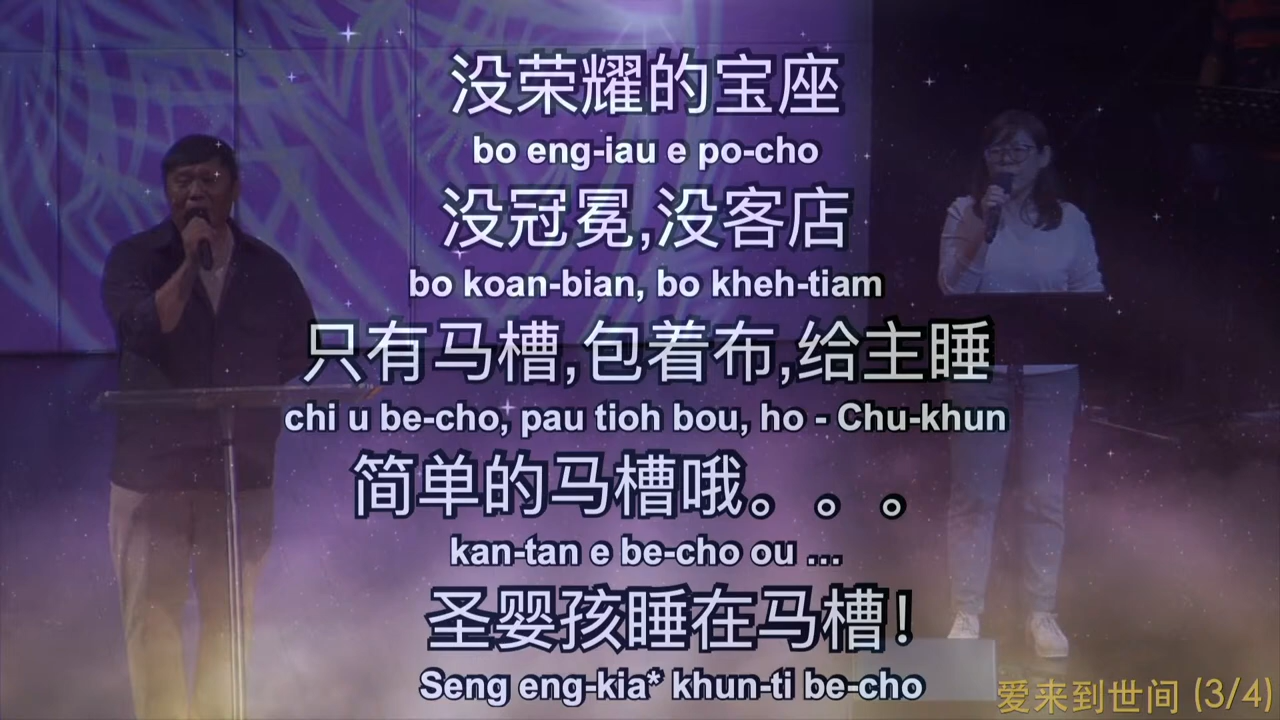 没荣耀的宝座
bo eng-iau e po-cho
没冠冕,没客店
bo koan-bian, bo kheh-tiam
只有马槽,包着布,给主睡
chi u be-cho, pau tioh bou, ho - Chu-khun
简单的马槽哦。。。
kan-tan e be-cho ou ...
圣婴孩睡在马槽！
Seng eng-kia* khun-ti be-cho
爱来到世间 (3/4)